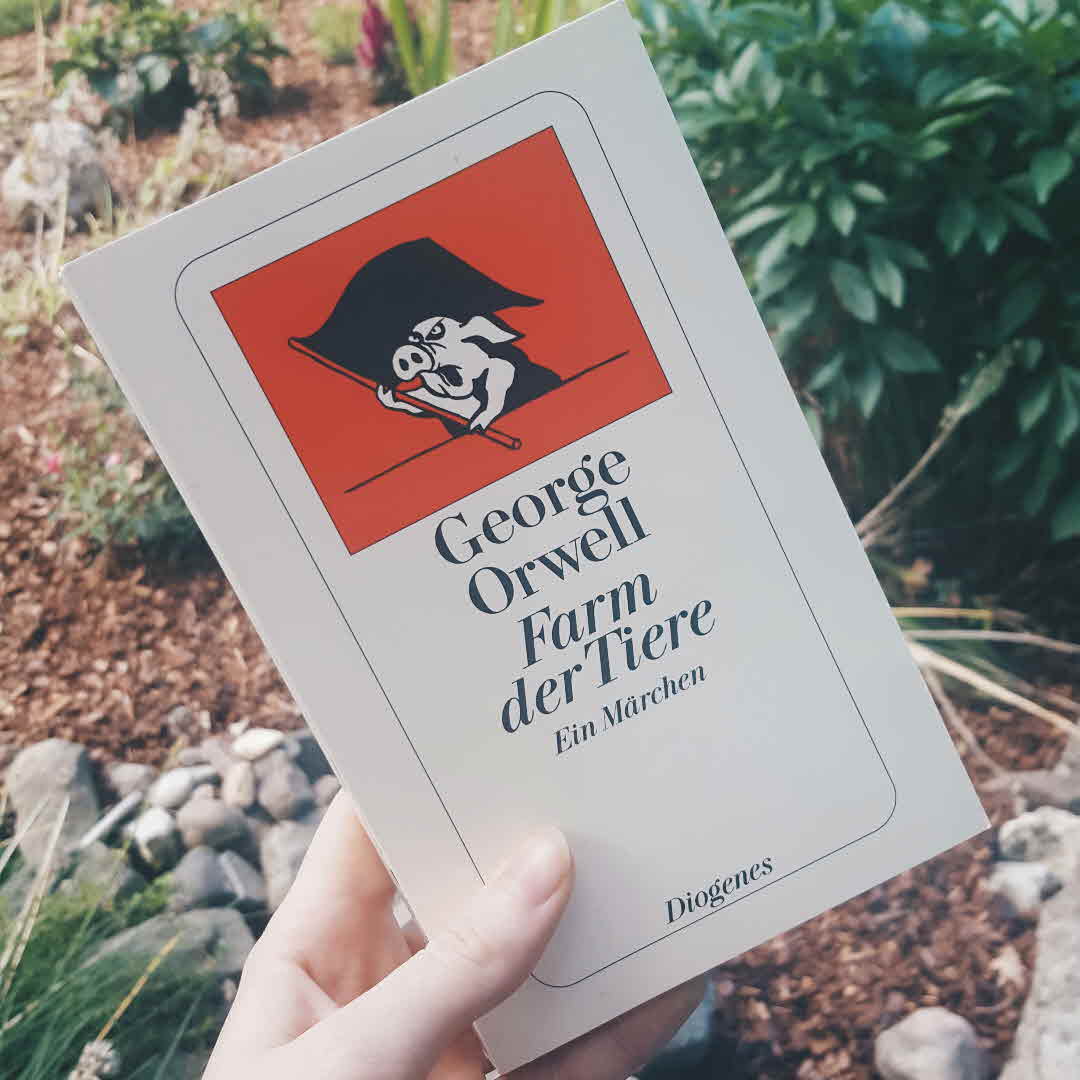 George
Orwell
Farm
der Tiere
Ein Märchen
Diogenes